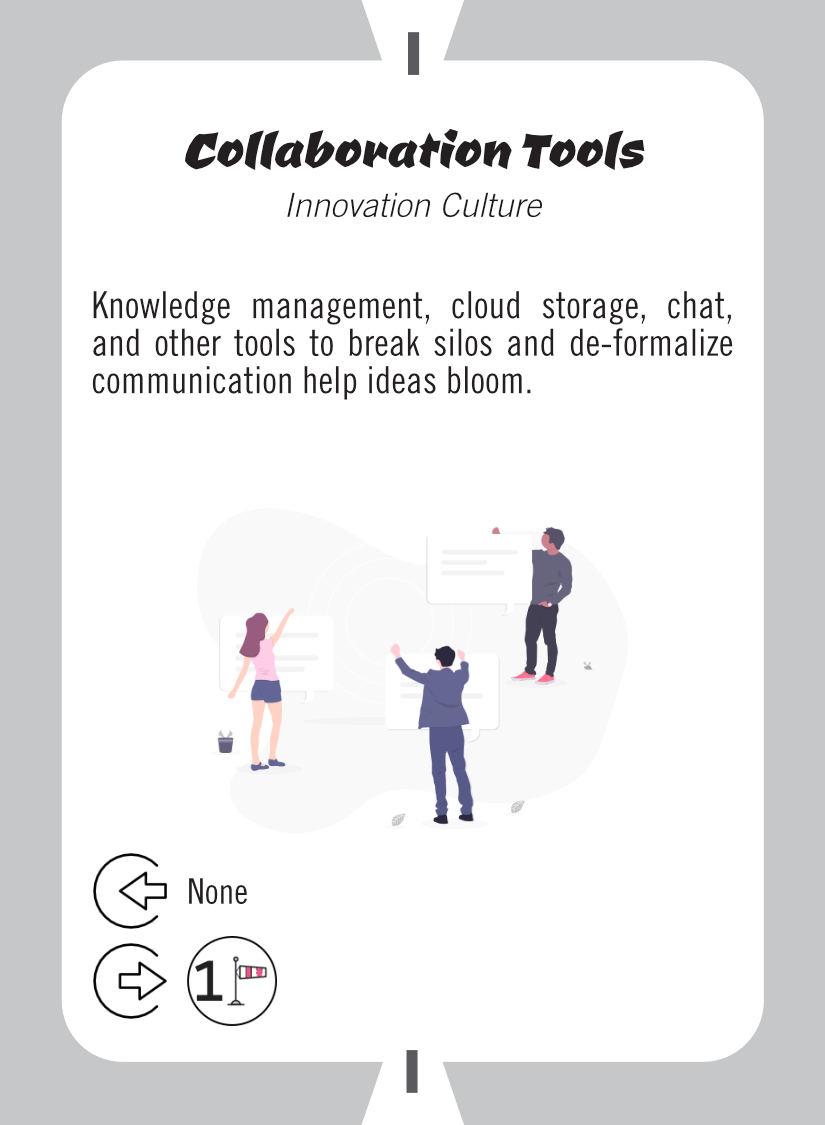 Collaboration Tools
Innovation Culture
Knowledge management, cloud storage, chat,
and other tools to break silos and de-formalize
communication help ideas bloom.
None
1